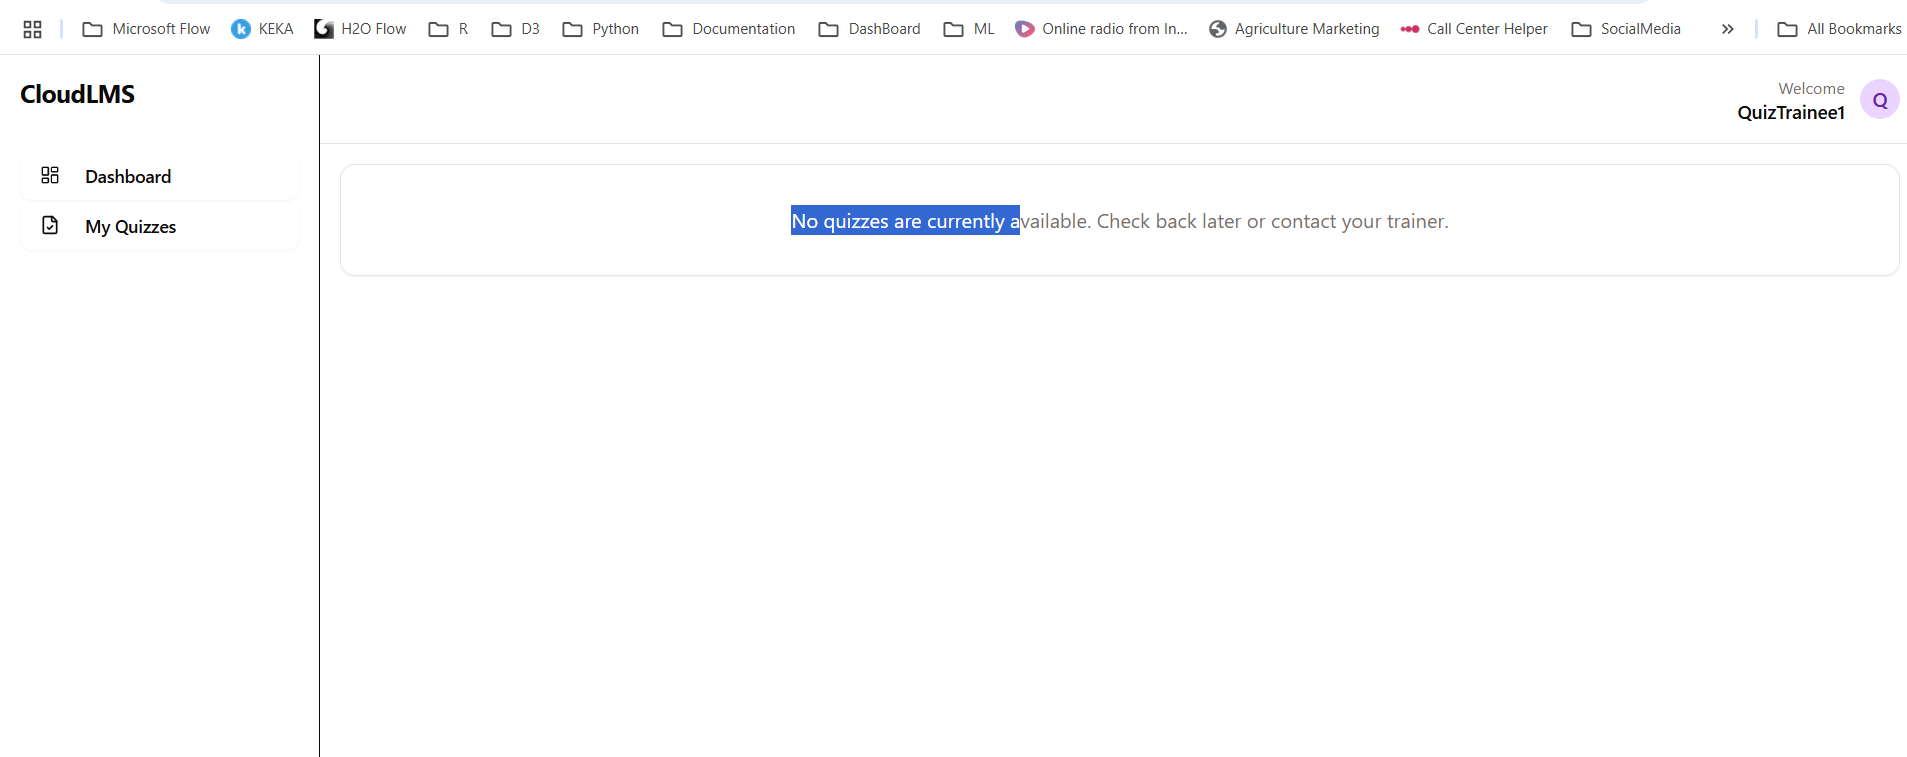 Microsoft Flow KEKA H2O Flow R D3 Python Documentation DashBoard ML Online radio from In... Agriculture Marketing Call Center Helper SocialMedia » All Bookmarks
CloudLMS
Welcome
QuizTrainee1
Q
Dashboard
My Quizzes
No quizzes are currently available. Check back later or contact your trainer.